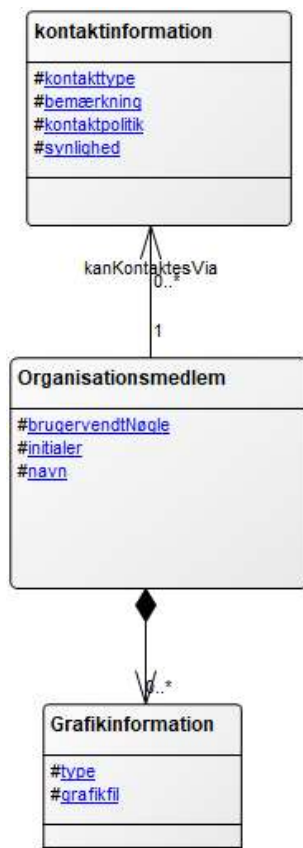 kontaktinformation
#kontakttype
#bemærkning
#kontaktpolitik
#synlighed
kanKontaktesVia
0..*
1
Organisationsmedlem
#brugervendtNøgle
#initialer
#navn
0..*
Grafikinformation
#type
#grafikfil